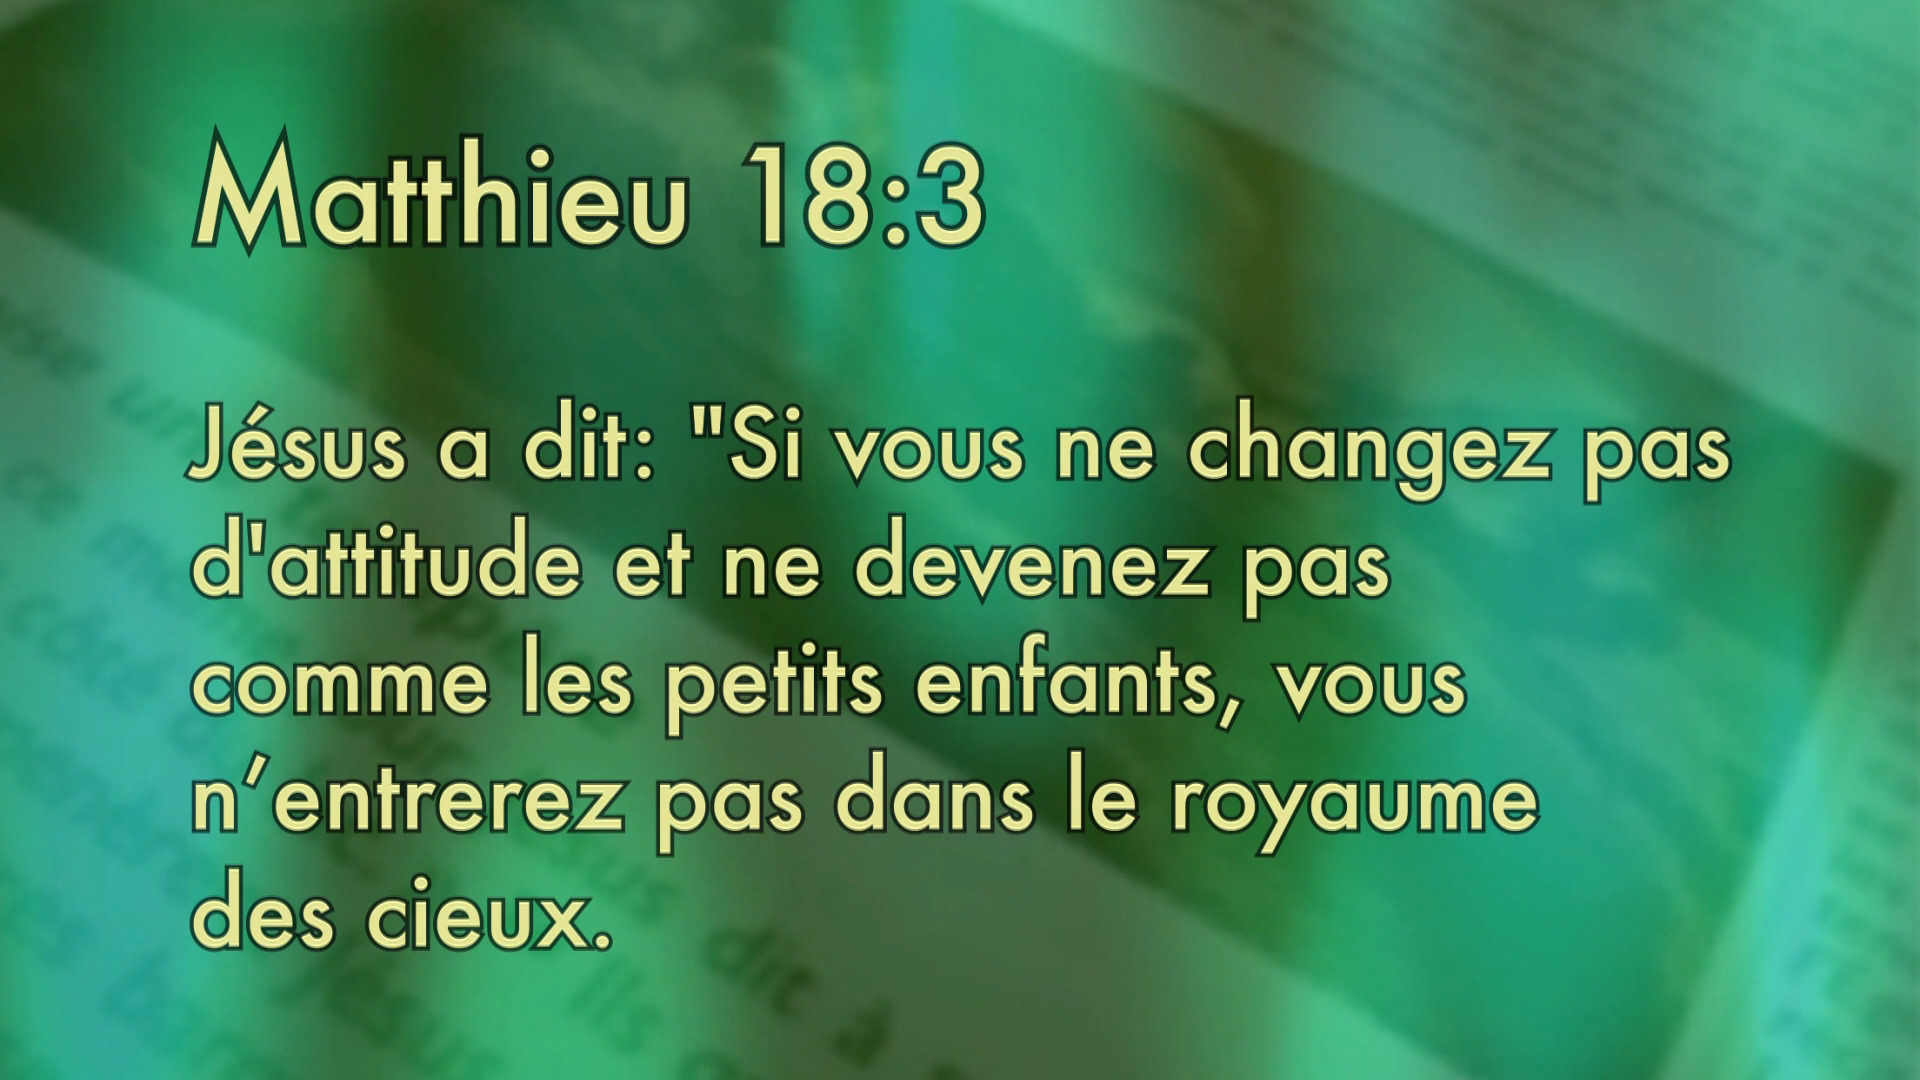 Matthieu 18:3
Jésus a dit: "Si vous ne changez pas
d'attitude et ne devenez pas
comme les petits enfants, vous
n’entrerez pas dans le royaume
des cieux.